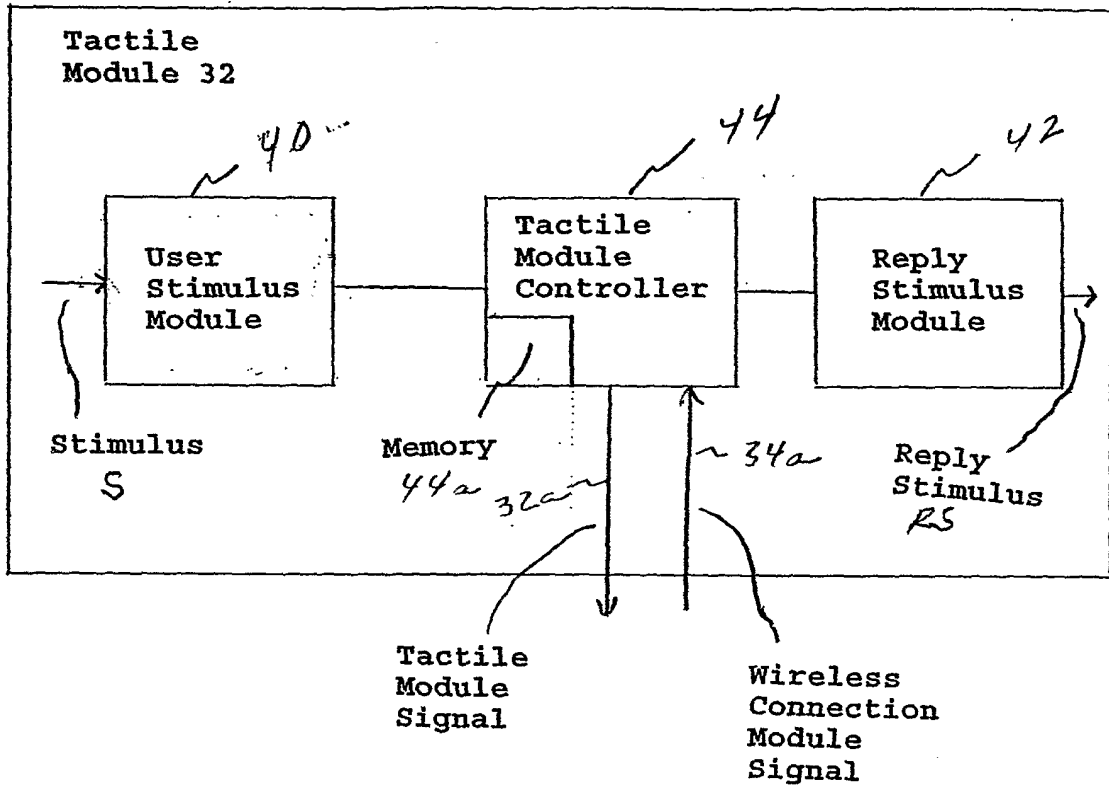 Tactile
Module 32
40
44
42
User
Stimulus
Module
Tactile
Module
Controller
Reply
Stimulus
Module
Stimulus
S
Memory
44a
32a
34a
Reply
Stimulus
RS
Tactile
Module
Signal
Wireless
Connection
Module
Signal